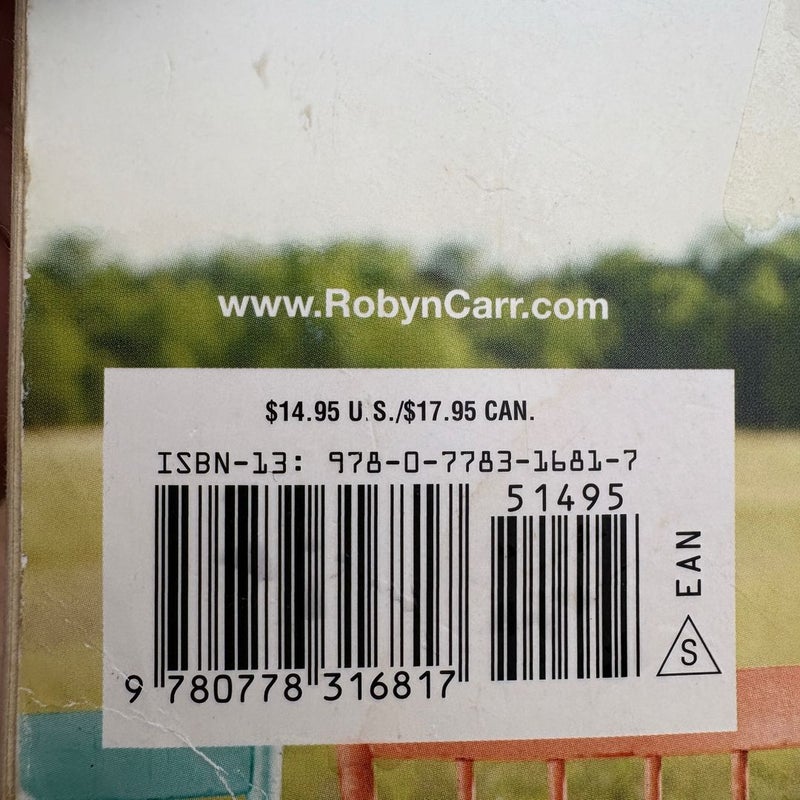 www.RobynCarr.com
$14.95 U.S./$17.95 CAN.
ISBN-13: 978-0-7783-1681-7
51495
EAN
S
9 780778 316817